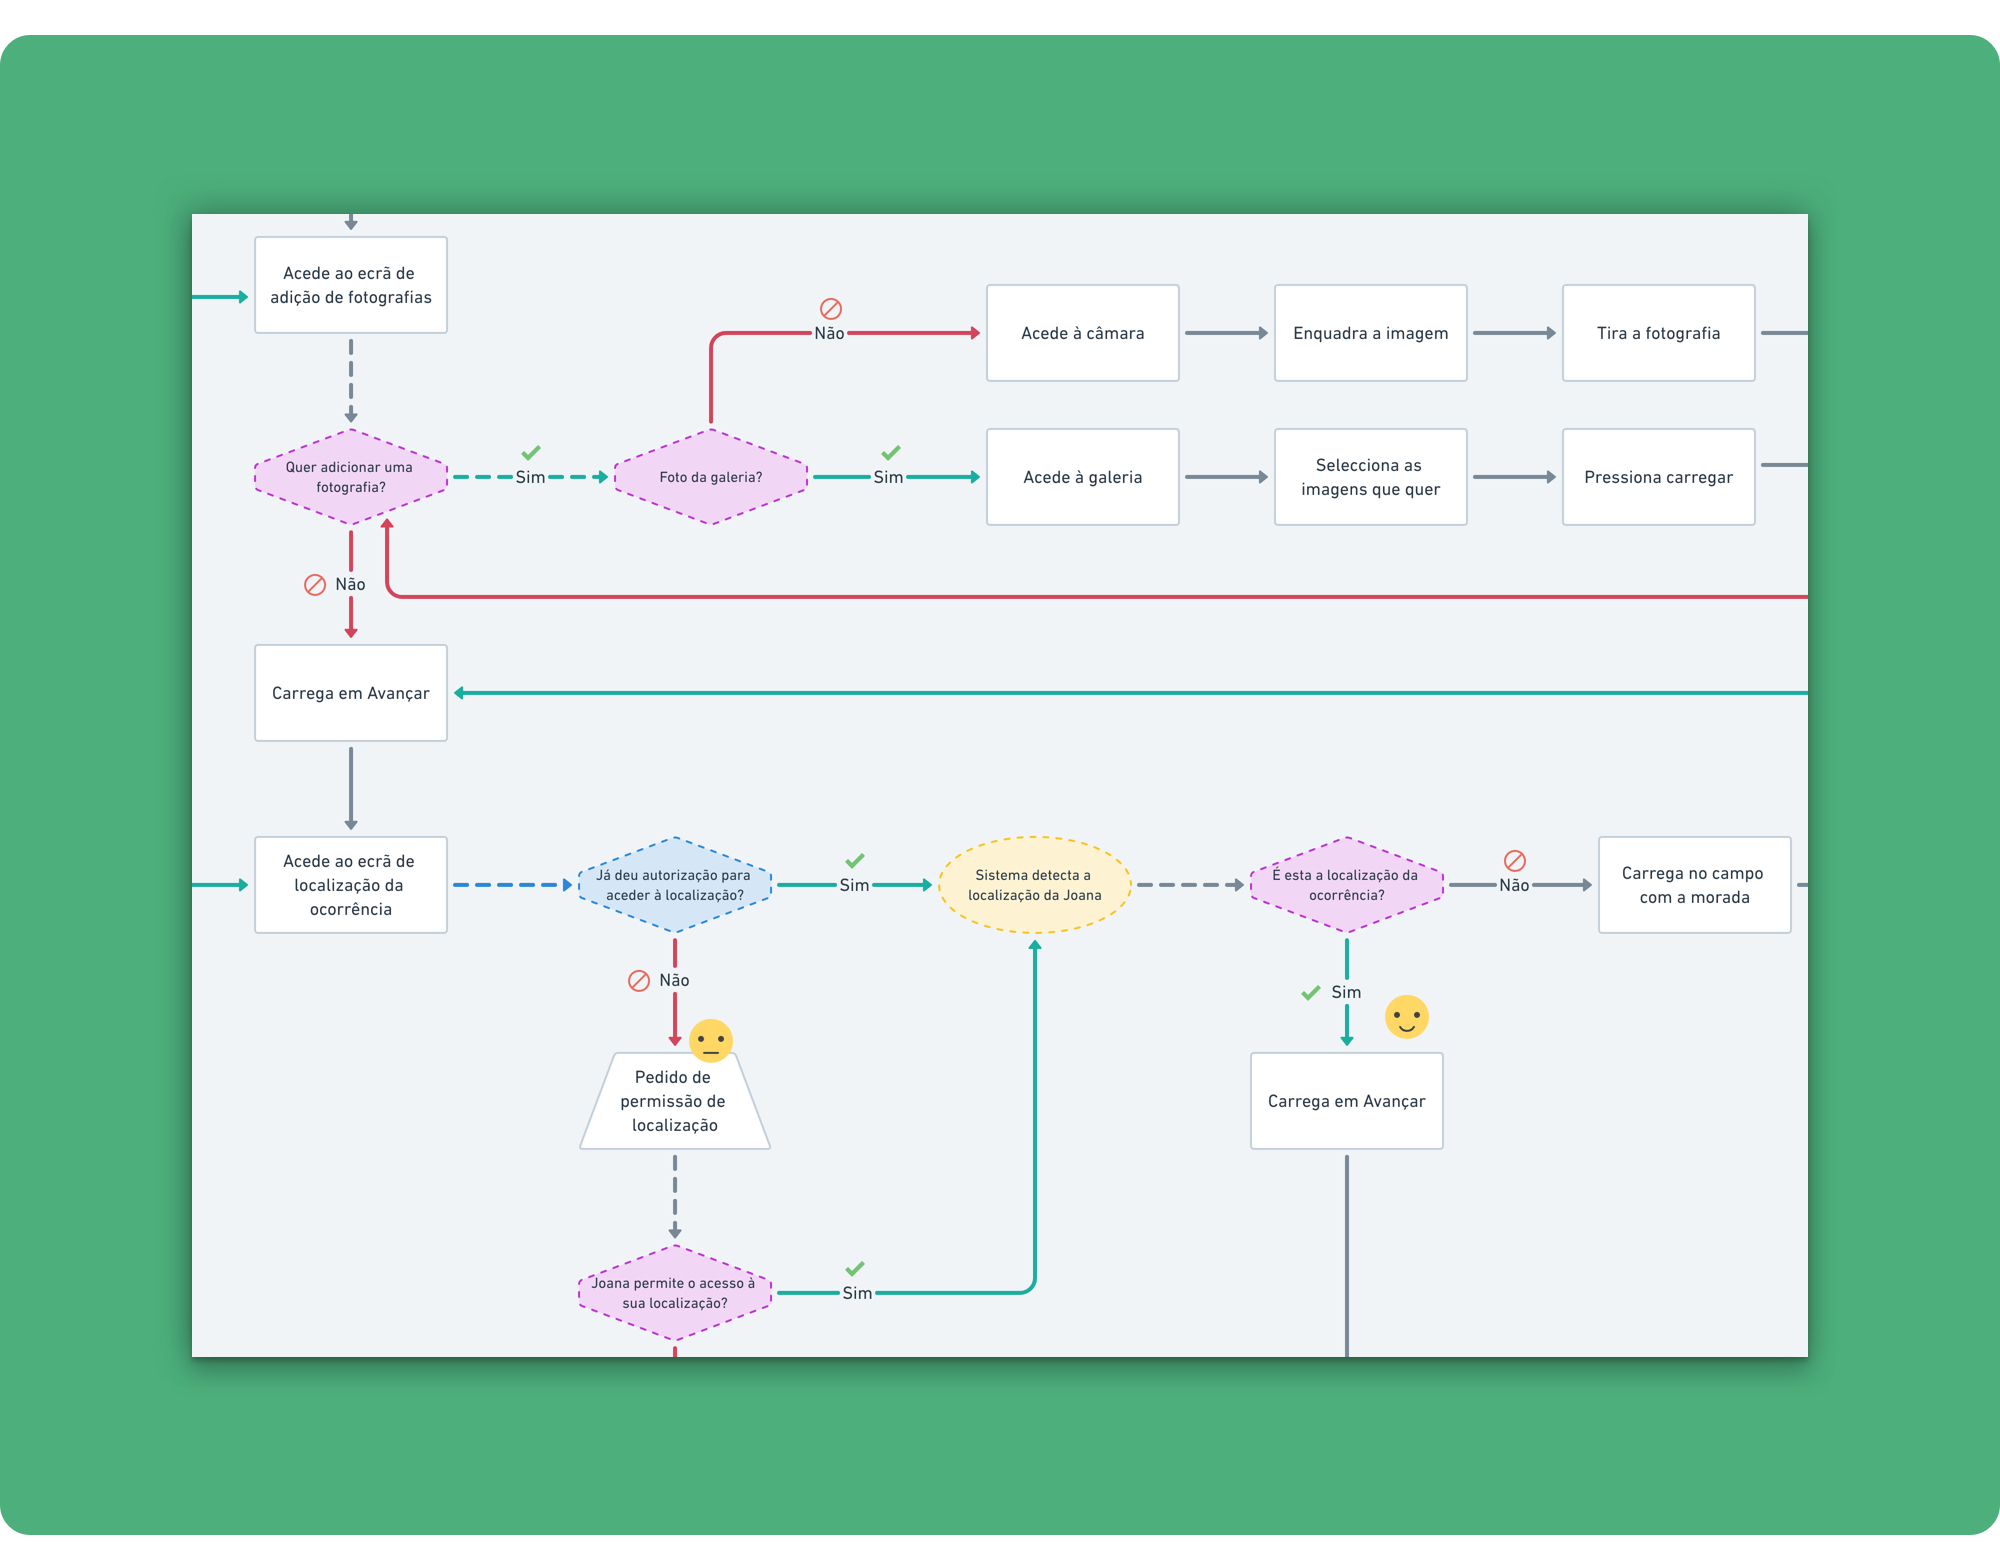 Acede ao ecrã de
adição de fotografias
Não
Acede à câmara
Enquadra a imagem
Tira a fotografia
Quer adicionar uma
fotografia?
Sim
Foto da galeria?
Sim
Acede à galeria
Selecciona as
imagens que quer
Pressiona carregar
Não
Carrega em Avançar
Acede ao ecrã de
localização da
ocorrência
Já deu autorização para
aceder à localização?
Sim
Sistema detecta a
localização da Joana
É esta a localização da
ocorrência?
Não
Carrega no campo
com a morada
Não
Sim
Pedido de
permissão de
localização
Carrega em Avançar
Joana permite o acesso à
sua localização?
Sim